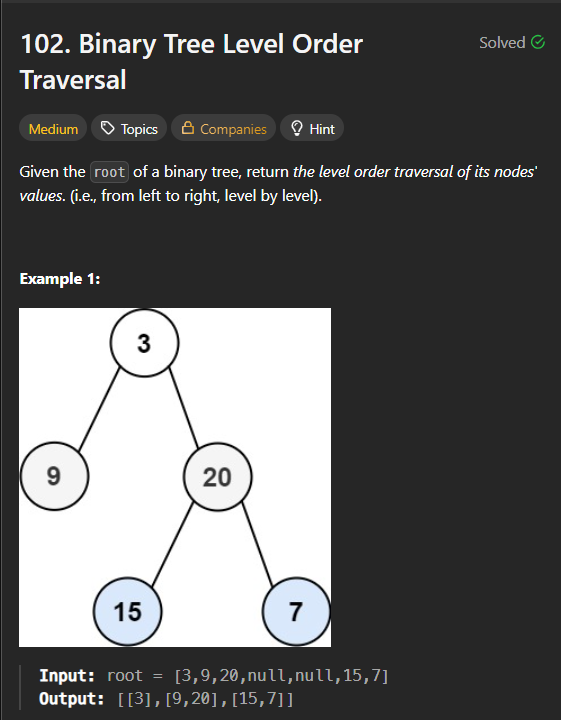 102. Binary Tree Level Order
Solved
Traversal
Medium Topics Companies Hint
Given the root of a binary tree, return the level order traversal of its nodes'
values. (i.e., from left to right, level by level).
Example 1:
3
9 20
15 7
Input: root = [3,9,20,null,null,15,7]
Output: [[3],[9,20],[15,7]]